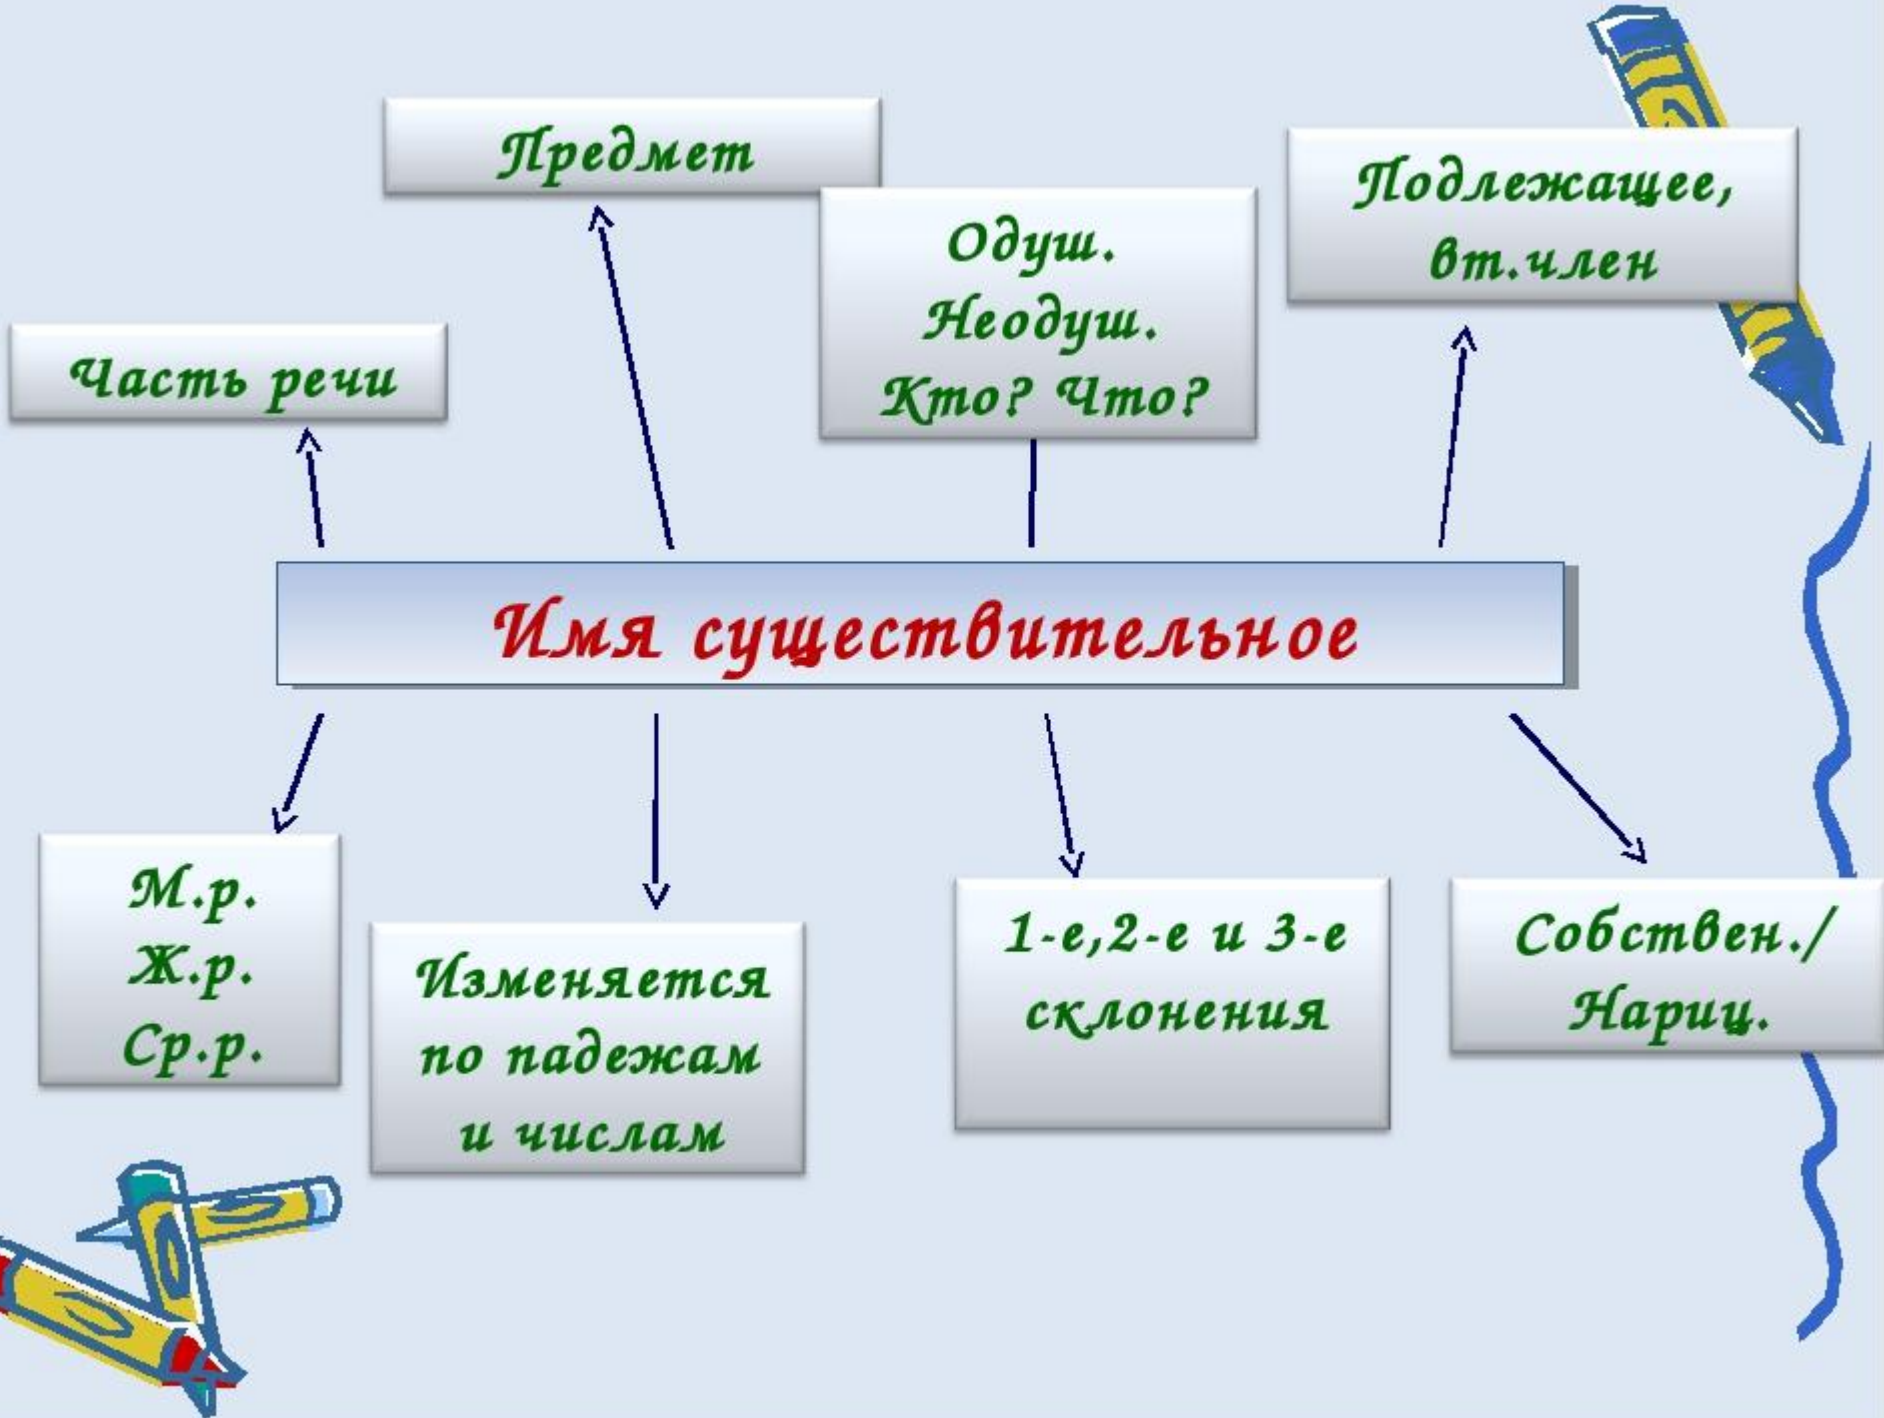 Предмет
Подлежащее,
вт.член
Одуш.
Неодуш.
Кто? Что?
Часть речи
Имя существительное
М.р.
Ж.р.
Ср.р.
Изменяется
по падежам
и числам
1-е,2-е и 3-е
склонения
Собствен./
Нариц.